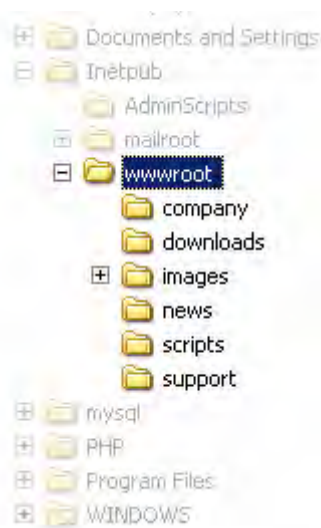 Documents and Settings
Inetpub
AdminScripts
mailroot
wwwroot
company
downloads
images
news
scripts
support
mysql
PHP
Program Files
WINDOWS